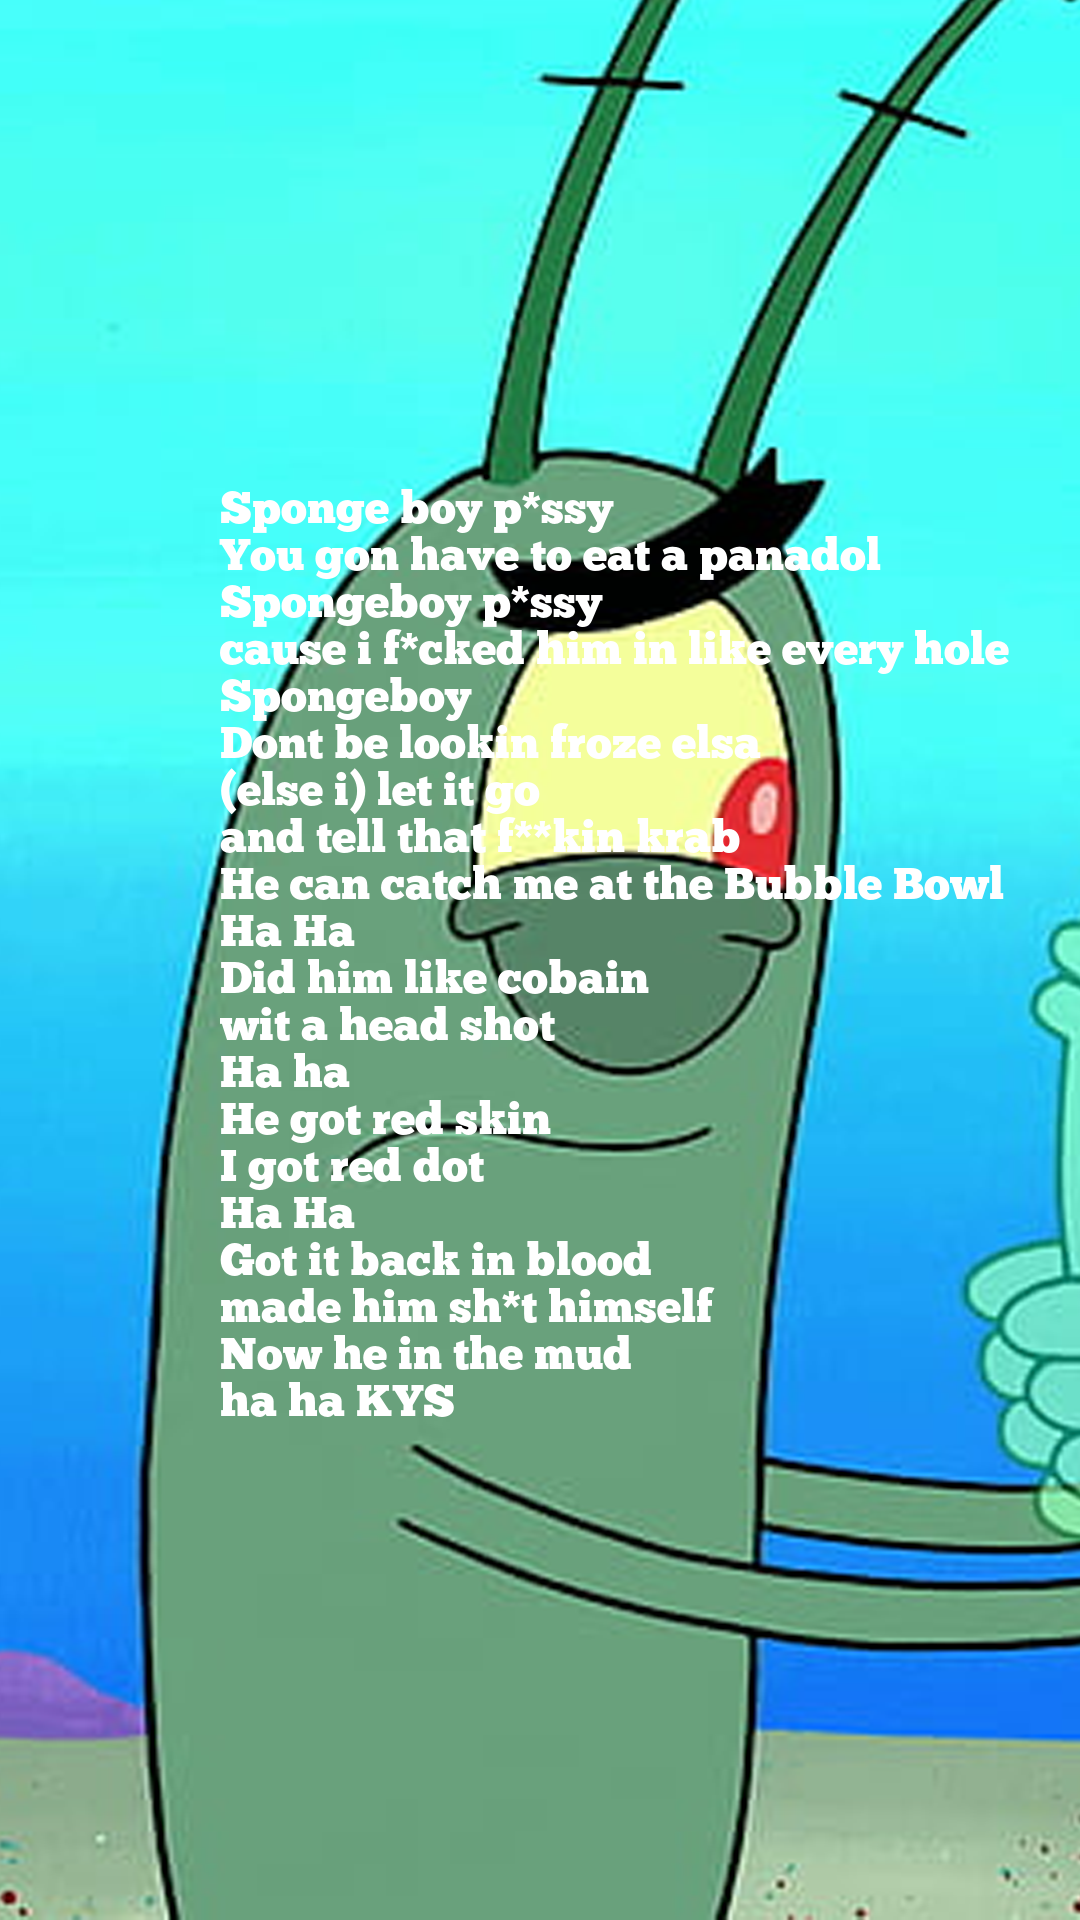 Sponge boy p*ssy
You gon have to eat a panadol
Spongeboy p*ssy
cause i f*cked him in like every hole
Spongeboy
Dont be lookin froze elsa
(else i) let it go
and tell that f**kin krab
He can catch me at the Bubble Bowl
Ha Ha
Did him like cobain
wit a head shot
Ha ha
He got red skin
I got red dot
Ha Ha
Got it back in blood
made him sh*t himself
Now he in the mud
ha ha KYS